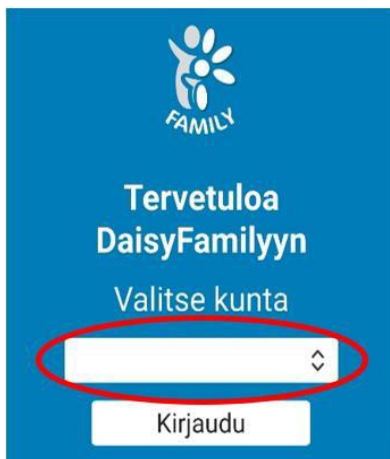 FAMILY
Tervetuloa
DaisyFamilyyn
Valitse kunta
Kirjaudu